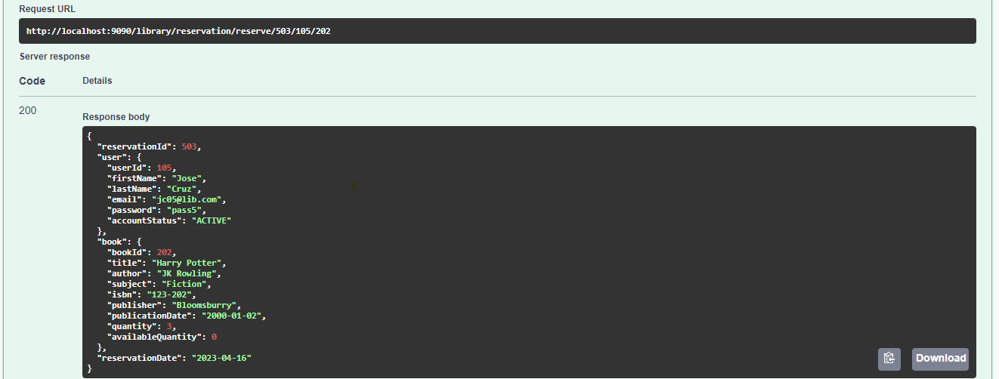 Request URL
http://localhost:9090/library/reservation/reserve/503/105/202
Server response
Code Details
200
Response body
{
  "reservationId": 503,
  "user": {
    "userId": 105,
    "firstName": "Jose",
    "lastName": "Cruz",
    "email": "jc05@lib.com",
    "password": "pass5",
    "accountStatus": "ACTIVE"
  },
  "book": {
    "bookId": 202,
    "title": "Harry Potter",
    "author": "JK Rowling",
    "subject": "Fiction",
    "isbn": "123-202",
    "publisher": "Bloomsburry",
    "publicationDate": "2000-01-02",
    "quantity": 3,
    "availableQuantity": 0
  },
  "reservationDate": "2023-04-16"
}
Download